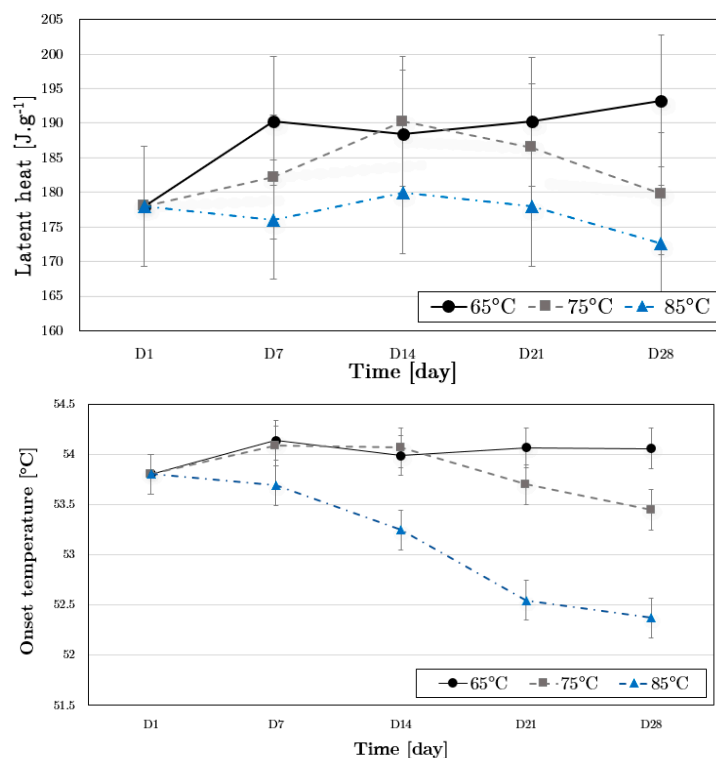 Latent heat [J.g⁻¹]
205
200
195
190
185
180
175
170
165
160
65°C 75°C 85°C
D1 D7 D14 D21 D28
Time [day]
Onset temperature [°C]
54.5
54
53.5
53
52.5
52
51.5
65°C 75°C 85°C
D1 D7 D14 D21 D28
Time [day]